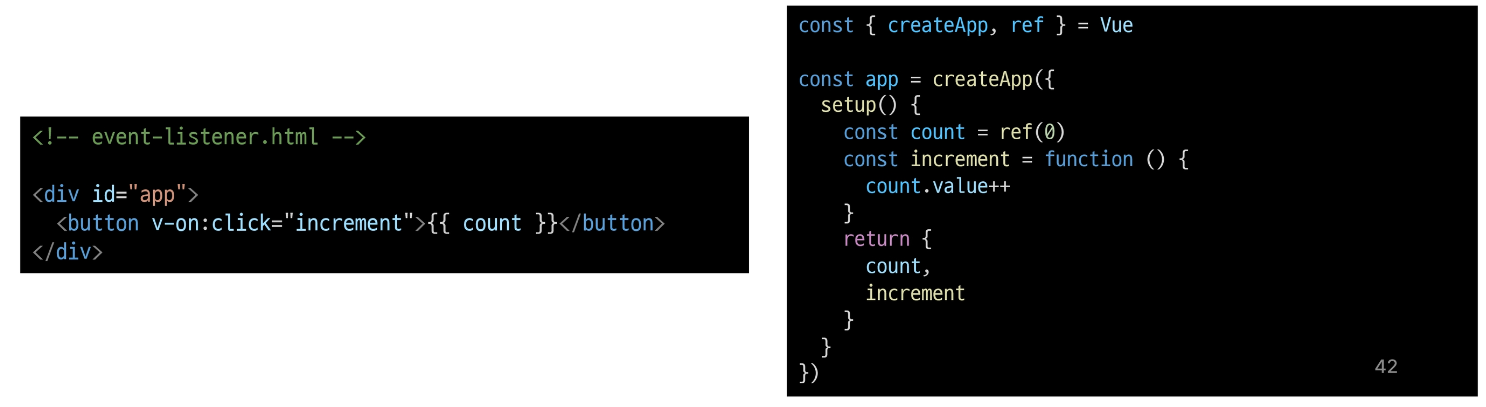 <!-- event-listener.html -->

<div id="app">
  <button v-on:click="increment">{{ count }}</button>
</div>
const { createApp, ref } = Vue

const app = createApp({
  setup() {
    const count = ref(0)
    const increment = function () {
      count.value++
    }
    return {
      count,
      increment
    }
  }
})
42